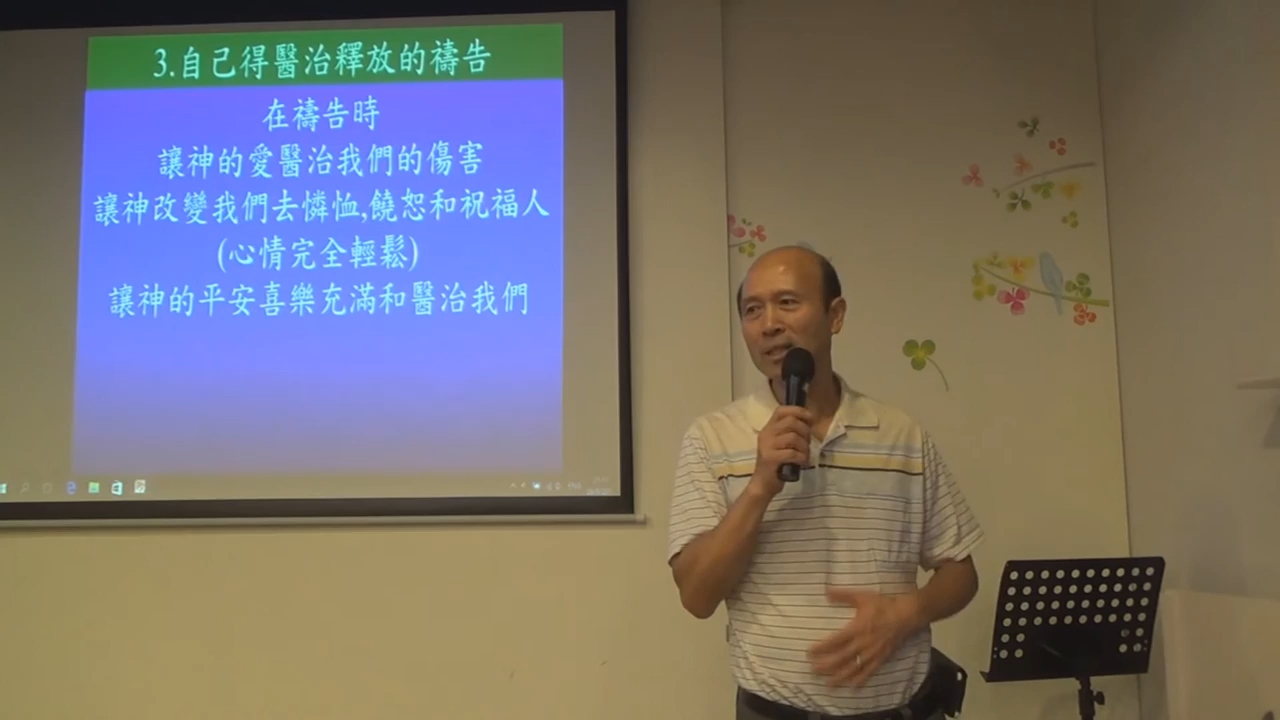 3.自己得醫治釋放的禱告
在禱告時
讓神的愛醫治我們的傷害
讓神改變我們去憐恤,饒恕和祝福人
(心情完全輕鬆)
讓神的平安喜樂充滿和醫治我們